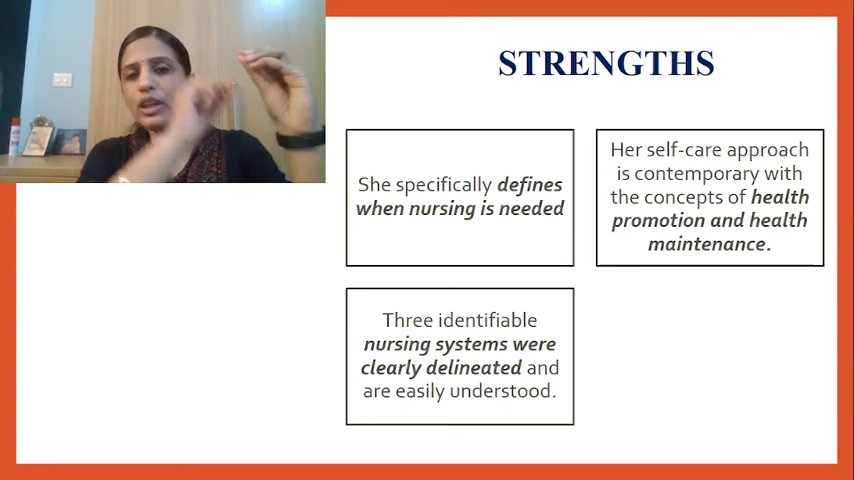 STRENGTHS
She specifically defines
when nursing is needed
Her self-care approach
is contemporary with
the concepts of health
promotion and health
maintenance.
Three identifiable
nursing systems were
clearly delineated and
are easily understood.